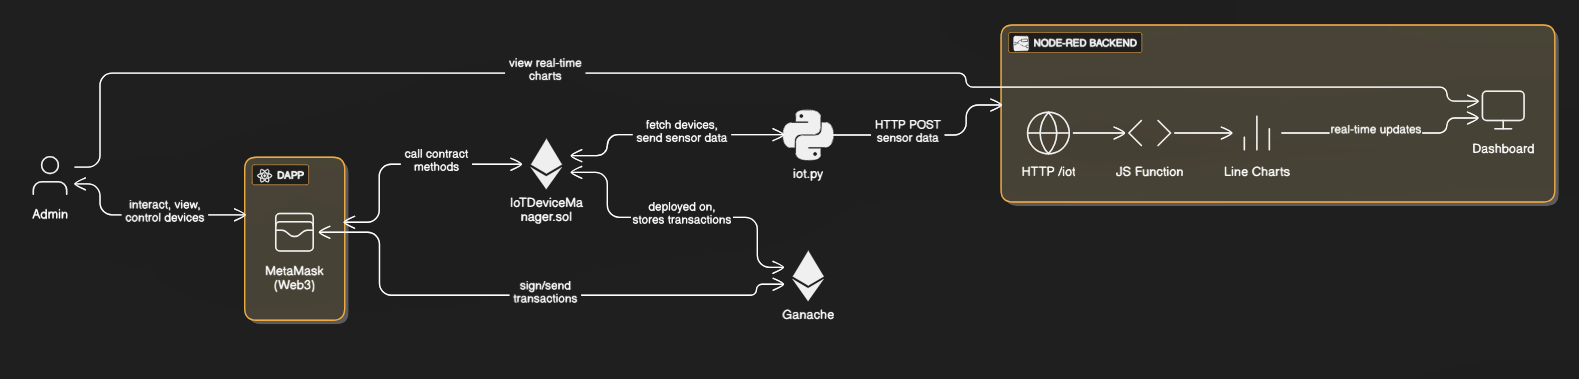 NODE-RED BACKEND
view real-time
charts
fetch devices,
send sensor data
HTTP POST
sensor data
real-time updates
Dashboard
HTTP /iot
JS Function
Line Charts
call contract
methods
iot.py
DAPP
Admin
interact, view,
control devices
IoTDeviceMa
nager.sol
deployed on,
stores transactions
MetaMask
(Web3)
sign/send
transactions
Ganache